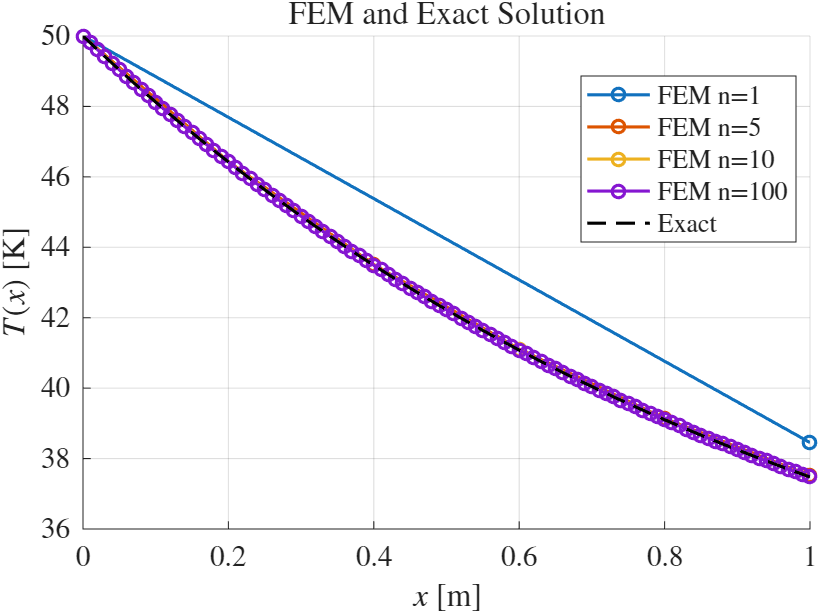 FEM and Exact Solution
50
48
46
44
42
40
38
36
T(x) [K]
FEM n=1
FEM n=5
FEM n=10
FEM n=100
Exact
0
0.2
0.4
0.6
0.8
1
x [m]